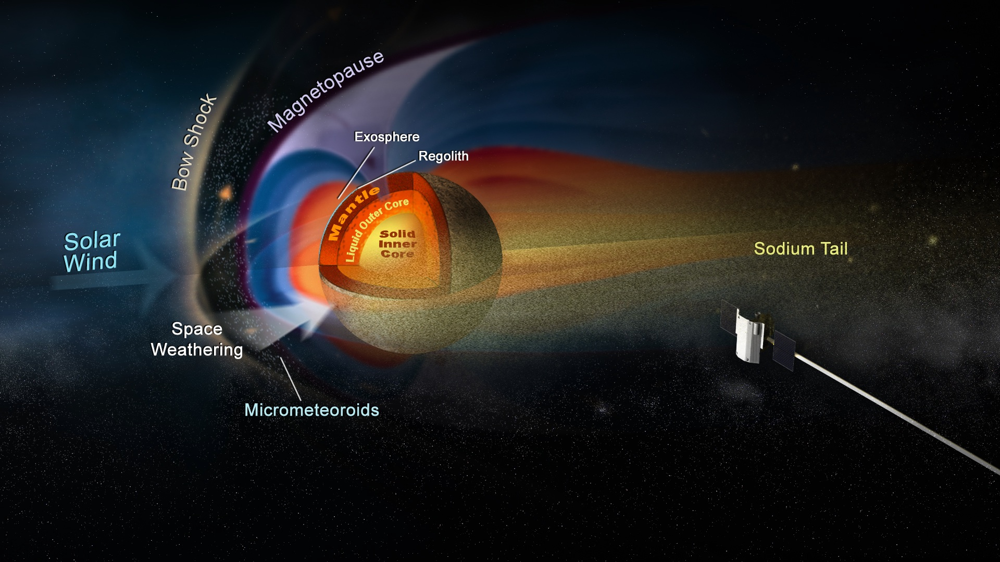 Magnetopause
Bow Shock
Exosphere
Regolith
Mantle
Liquid Outer Core
Solid
Inner
Core
Solar
Wind
Sodium Tail
Space
Weathering
Micrometeoroids